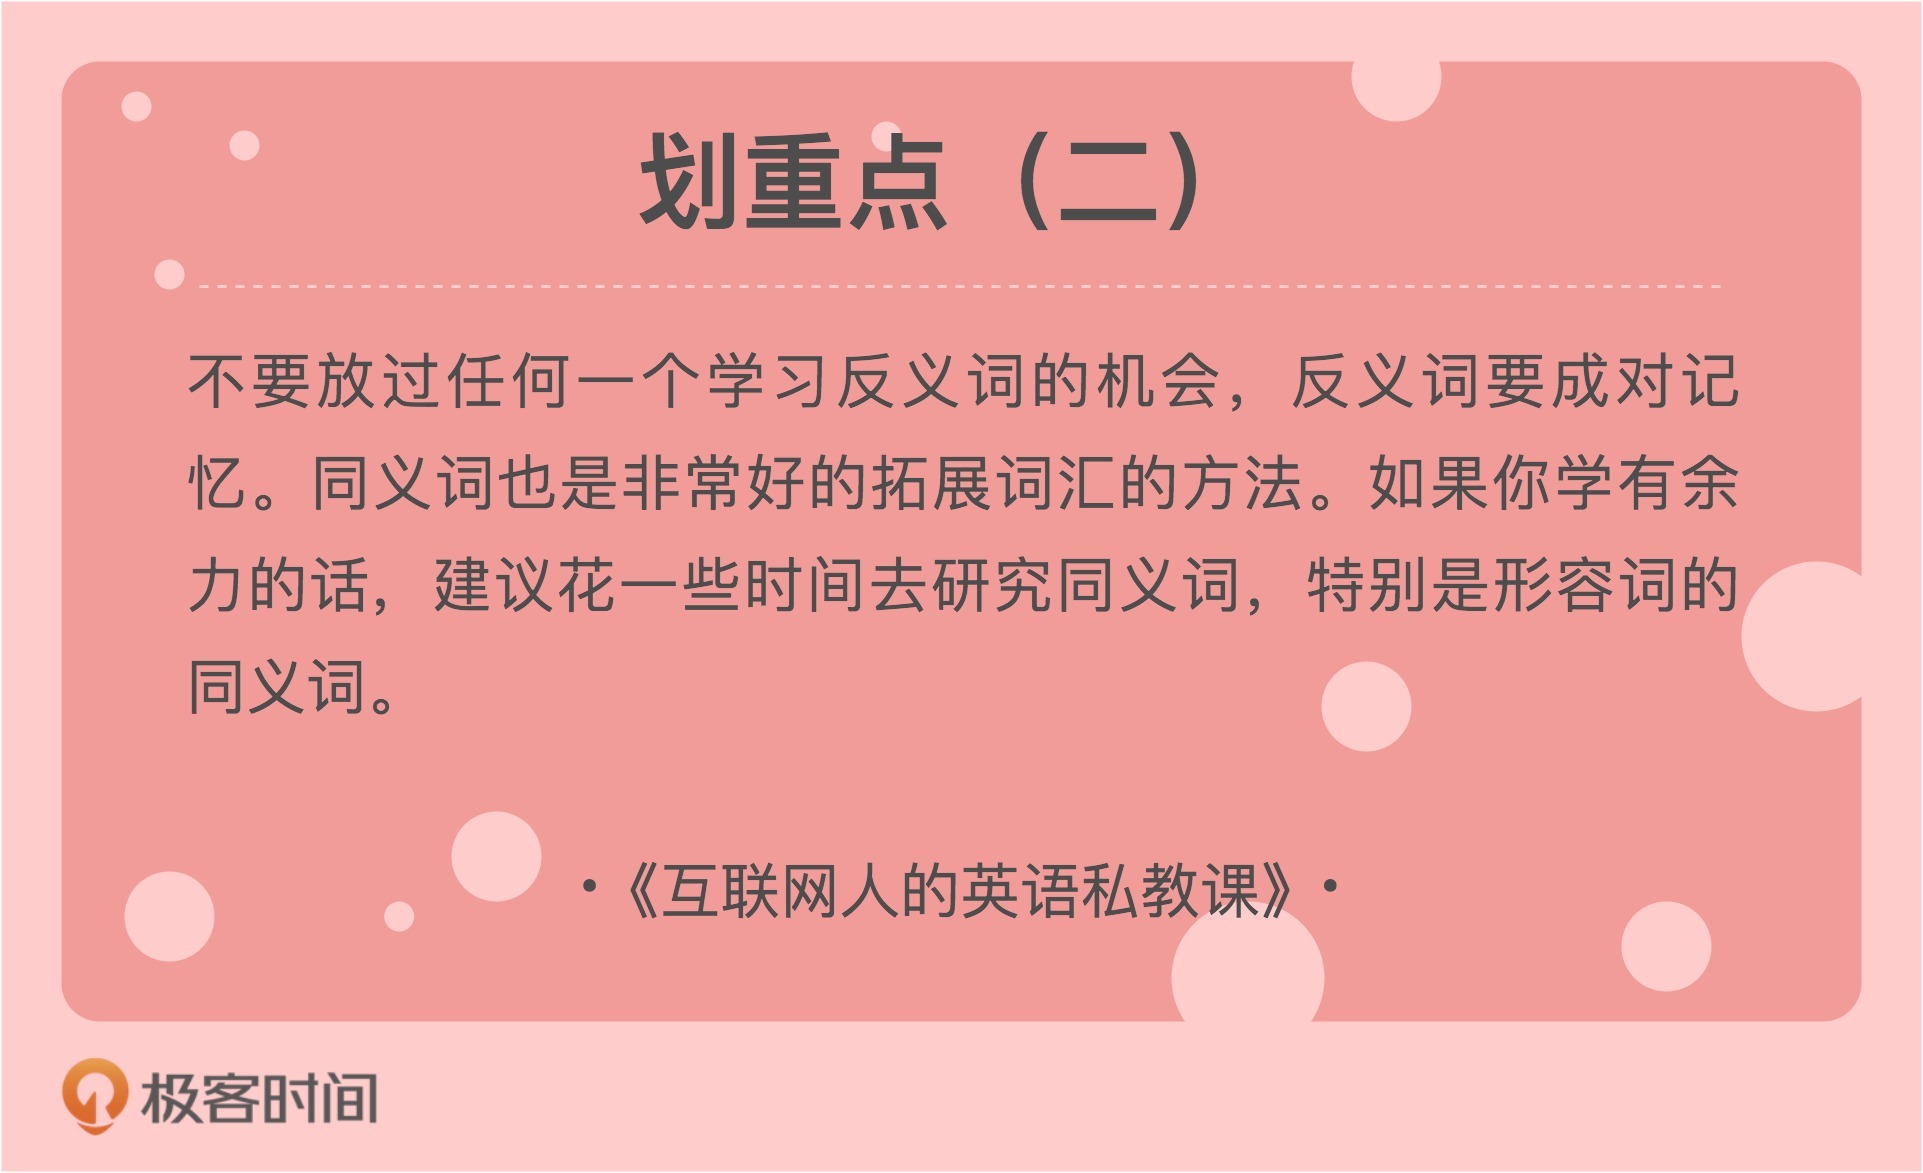 划重点（二）
不要放过任何一个学习反义词的机会，反义词要成对记
忆。同义词也是非常好的拓展词汇的方法。如果你学有余
力的话，建议花一些时间去研究同义词，特别是形容词的
同义词。
·《互联网人的英语私教课》·
极客时间